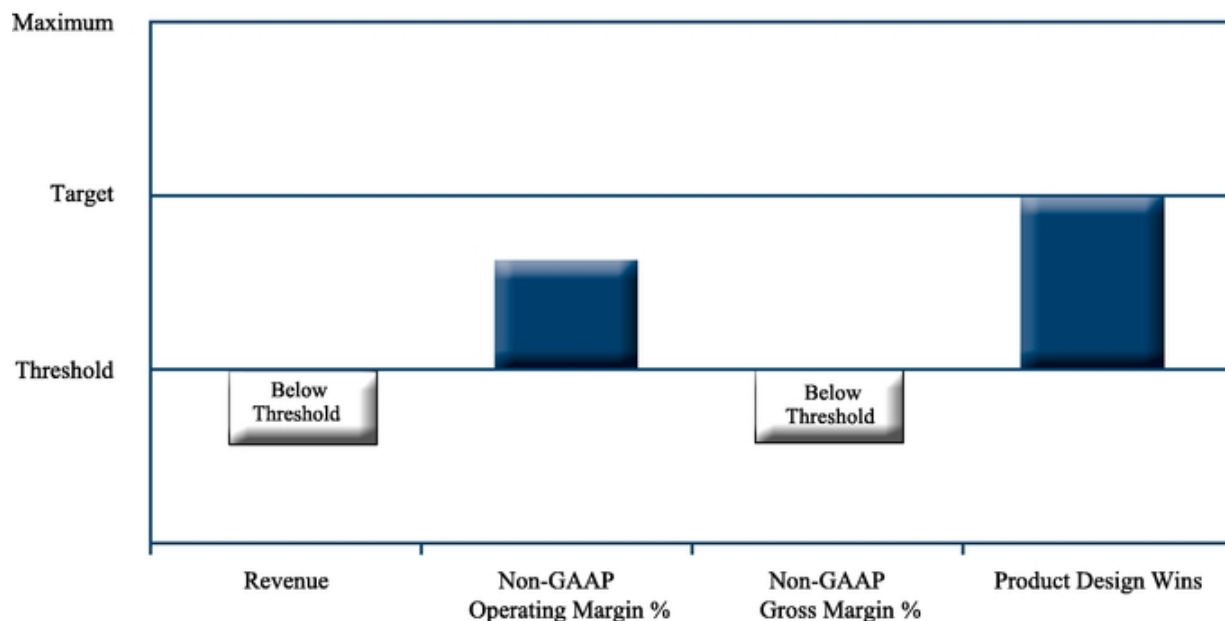 Maximum
Target
Threshold
Below
Threshold
Below
Threshold
Revenue
Non-GAAP
Operating Margin %
Non-GAAP
Gross Margin %
Product Design Wins